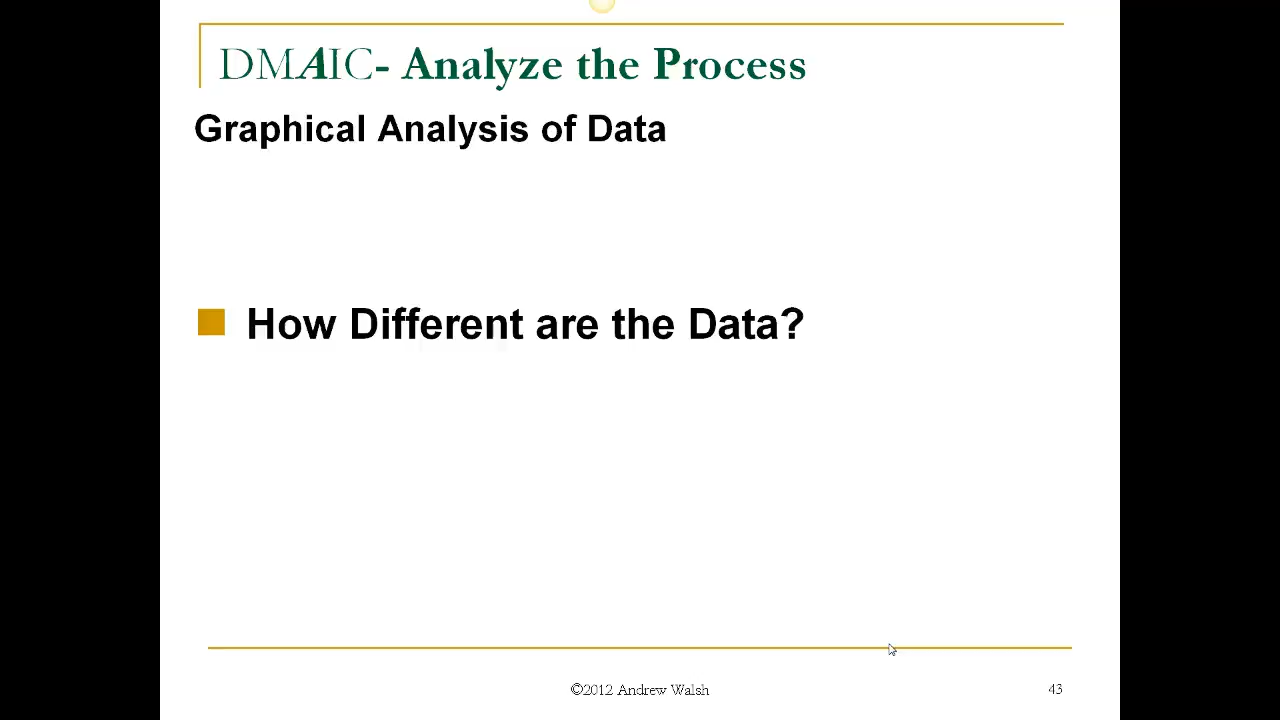 DMAIC- Analyze the Process
Graphical Analysis of Data
How Different are the Data?
©2012 Andrew Walsh
43